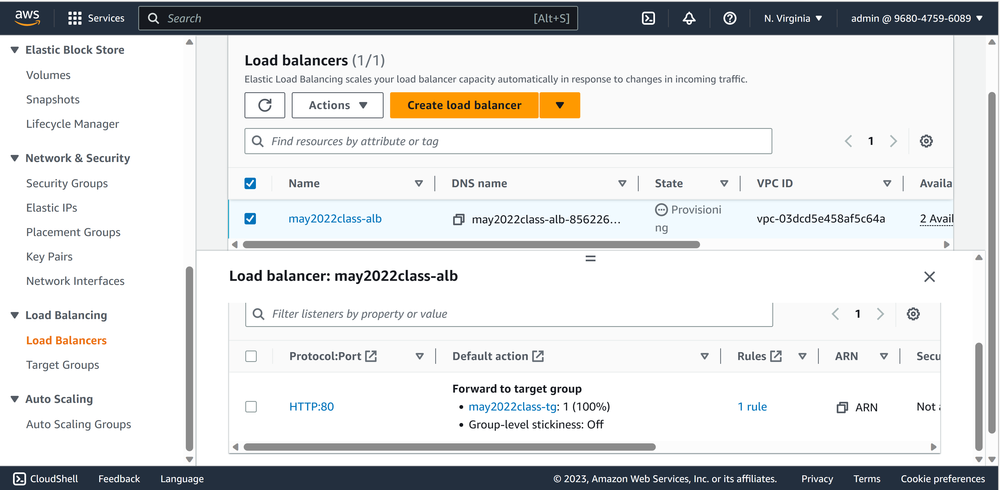 aws
Services
Search
[Alt+S]
N. Virginia
admin @ 9680-4759-6089
Elastic Block Store
Volumes
Snapshots
Lifecycle Manager
Network & Security
Security Groups
Elastic IPs
Placement Groups
Key Pairs
Network Interfaces
Load Balancing
Load Balancers
Target Groups
Auto Scaling
Auto Scaling Groups
Load balancers (1/1)
Elastic Load Balancing scales your load balancer capacity automatically in response to changes in incoming traffic.
Actions
Create load balancer
Find resources by attribute or tag
1
Name
DNS name
State
VPC ID
Availa
may2022class-alb
may2022class-alb-856226...
Provisioni
ng
vpc-03dcd5e458af5c64a
2 Avail
Load balancer: may2022class-alb
Filter listeners by property or value
1
Protocol:Port
Default action
Rules
ARN
Secu
HTTP:80
Forward to target group
• may2022class-tg: 1 (100%)
• Group-level stickiness: Off
1 rule
ARN
Not
CloudShell
Feedback
Language
© 2023, Amazon Web Services, Inc. or its affiliates.
Privacy
Terms
Cookie preferences